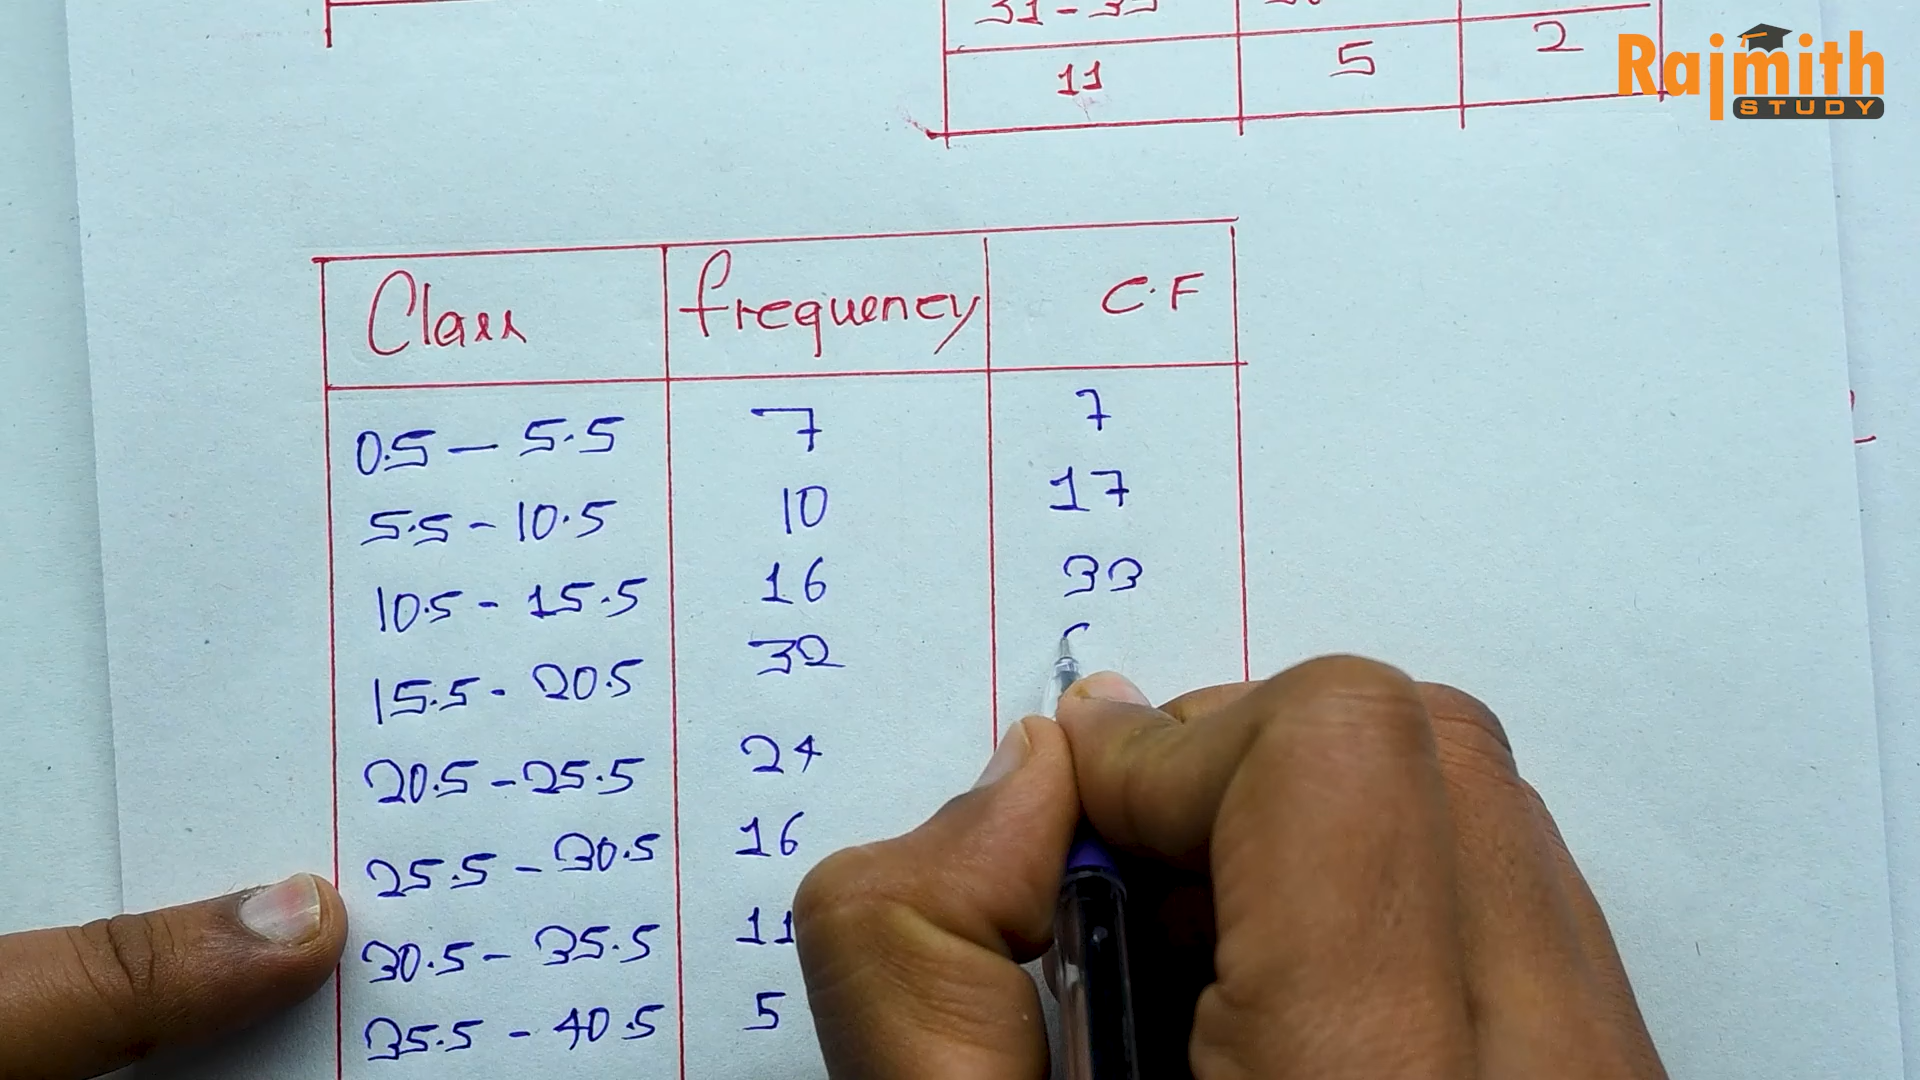 Rajmith
STUDY
11 5 2
Class frequency C.F
0.5 — 5.5 7 7
5.5 - 10.5 10 17
10.5 - 15.5 16 33
15.5 - 20.5 32
20.5 - 25.5 24
25.5 - 30.5 16
30.5 - 35.5 11
35.5 - 40.5 5